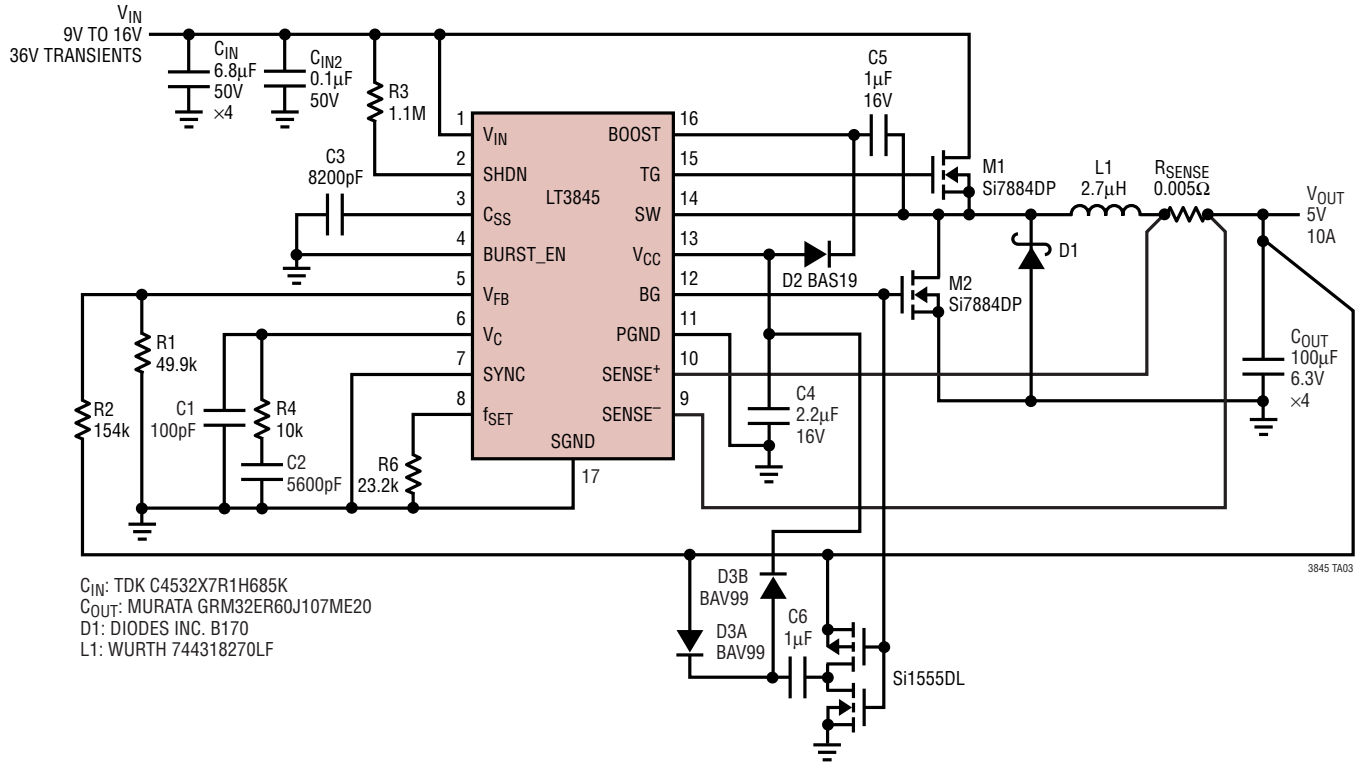 VIN
9V TO 16V
36V TRANSIENTS
CIN
6.8µF
50V
×4
CIN2
0.1µF
50V
R3
1.1M
C3
8200pF
1
2
3
4
5
6
7
8
VIN
SHDN
CSS
BURST_EN
VFB
VC
SYNC
fSET
LT3845
SGND
17
BOOST
TG
SW
VCC
BG
PGND
SENSE+
SENSE–
16
15
14
13
12
11
10
9
C5
1µF
16V
M1
Si7884DP
L1
2.7µH
RSENSE
0.005Ω
VOUT
5V
10A
D2 BAS19
D1
M2
Si7884DP
COUT
100µF
6.3V
×4
R1
49.9k
R2
154k
C1
100pF
R4
10k
C2
5600pF
R6
23.2k
C4
2.2µF
16V
3845 TA03
D3B
BAV99
C6
1µF
D3A
BAV99
Si1555DL
CIN: TDK C4532X7R1H685K
COUT: MURATA GRM32ER60J107ME20
D1: DIODES INC. B170
L1: WURTH 744318270LF